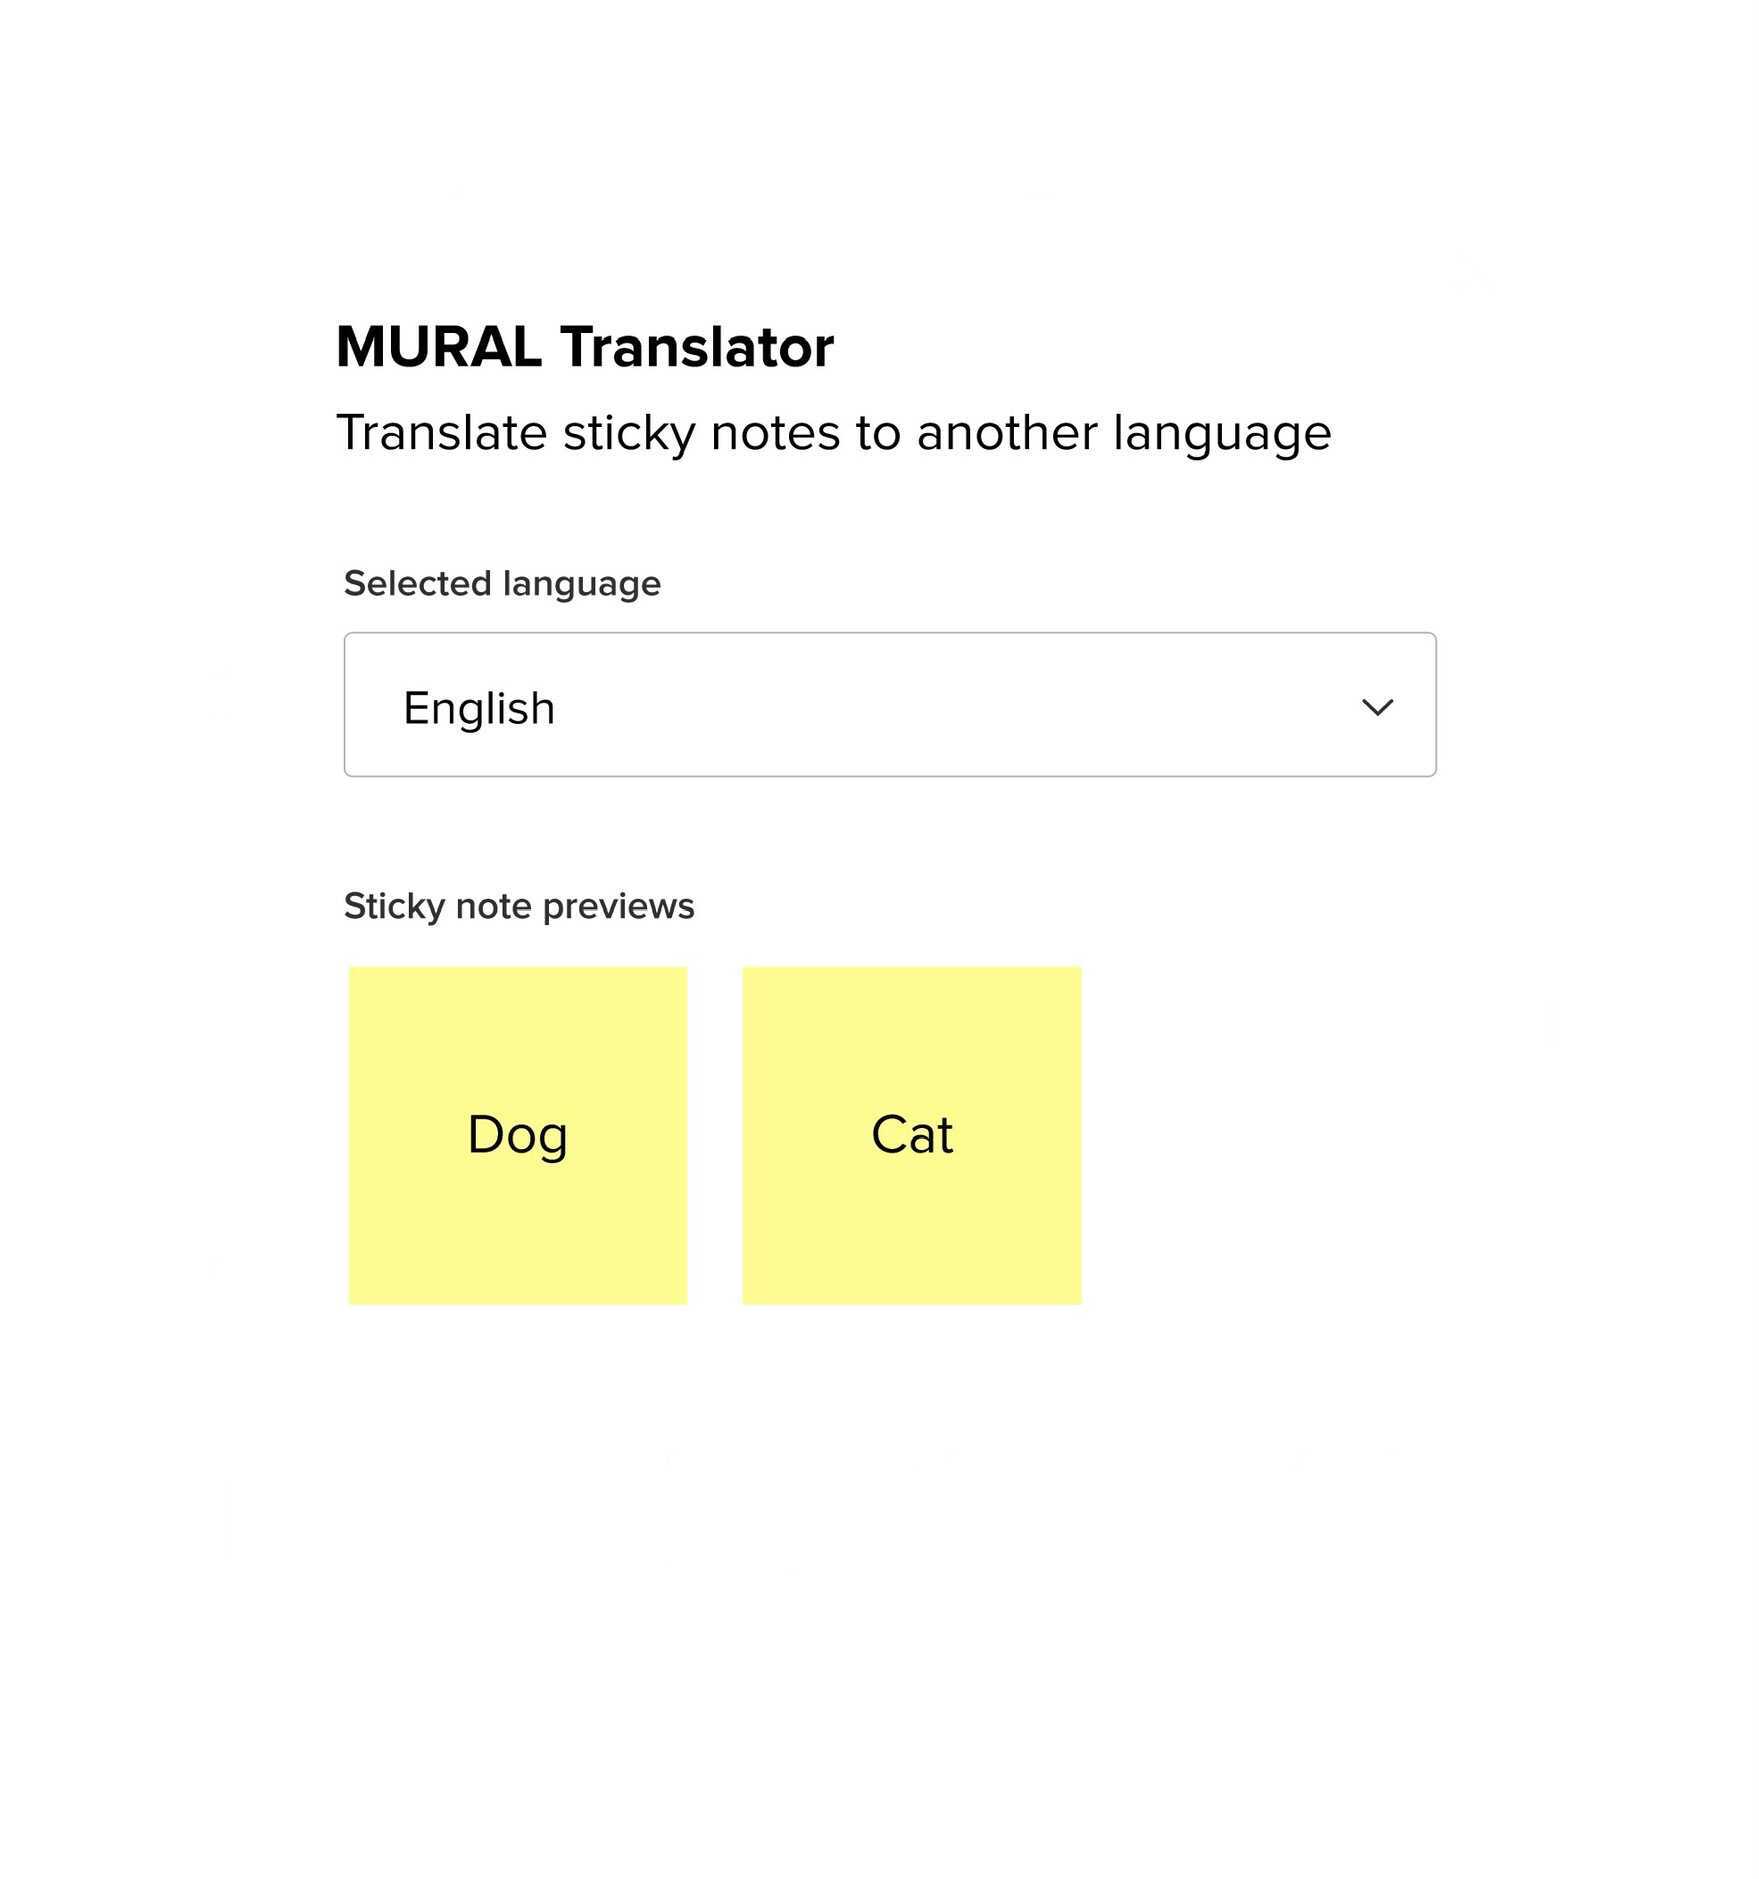 MURAL Translator
Translate sticky notes to another language
Selected language
English
Sticky note previews
Dog
Cat